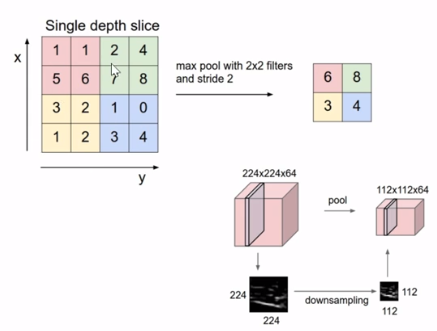 Single depth slice
x
1 1 2 4
5 6 7 8
3 2 1 0
1 2 3 4
y
max pool with 2x2 filters
and stride 2
6 8
3 4
224x224x64
pool
112x112x64
224
224
downsampling
112
112